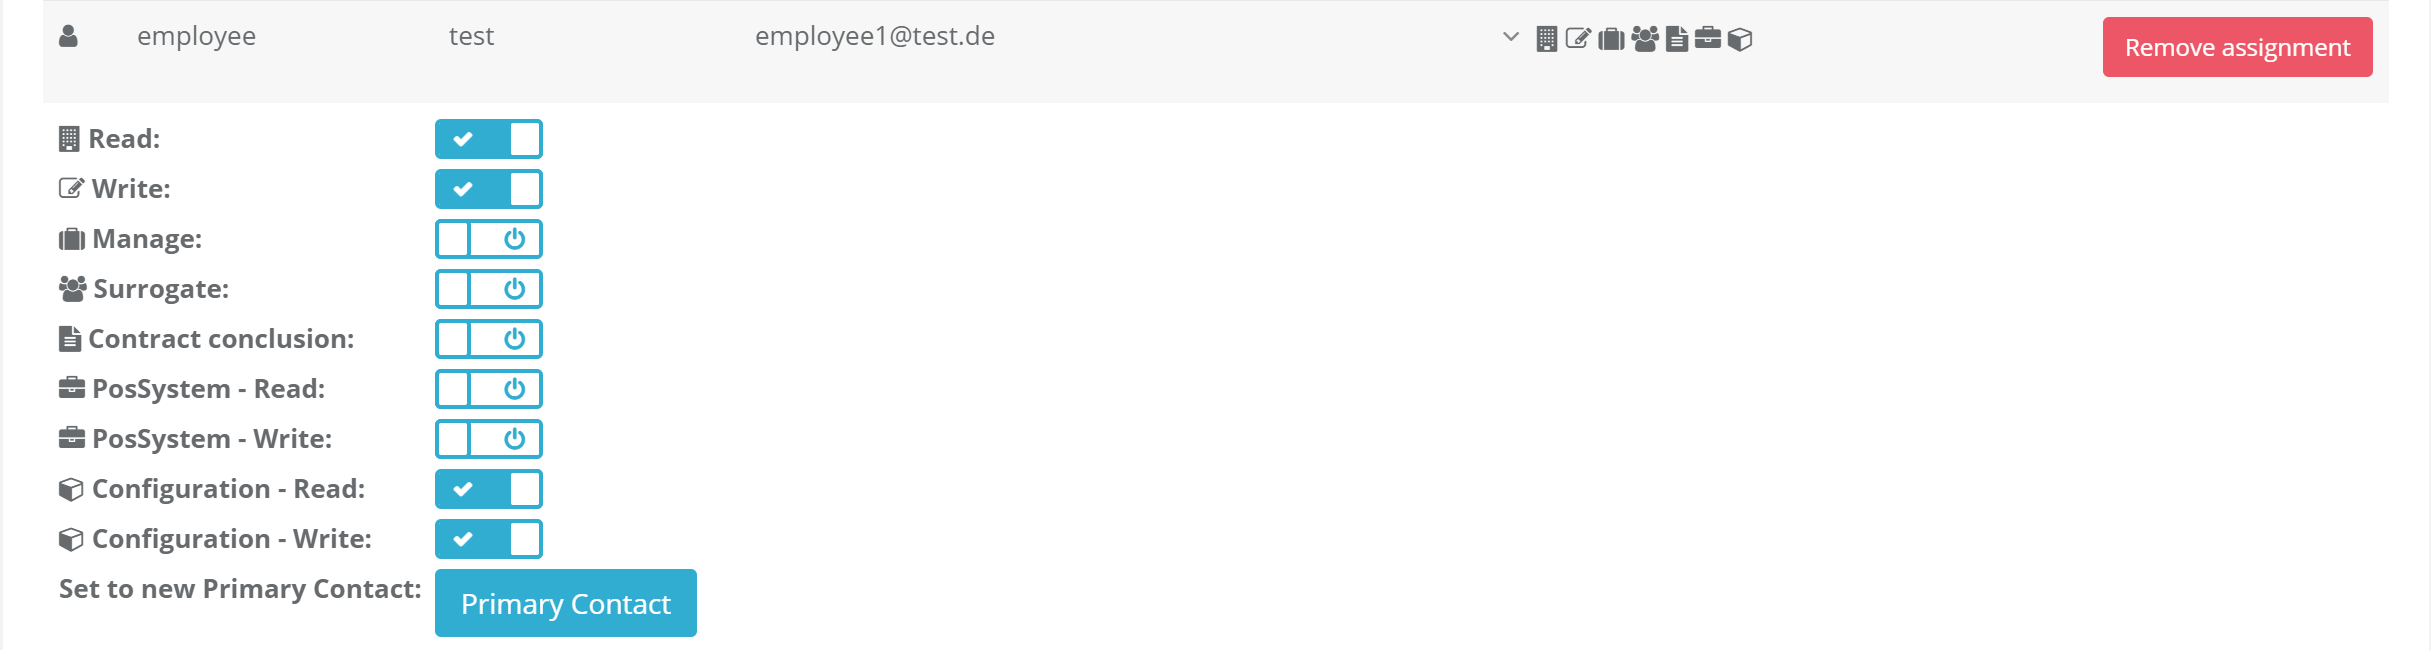 employee test employee1@test.de Remove assignment
Read:
Write:
Manage:
Surrogate:
Contract conclusion:
PosSystem - Read:
PosSystem - Write:
Configuration - Read:
Configuration - Write:
Set to new Primary Contact: Primary Contact